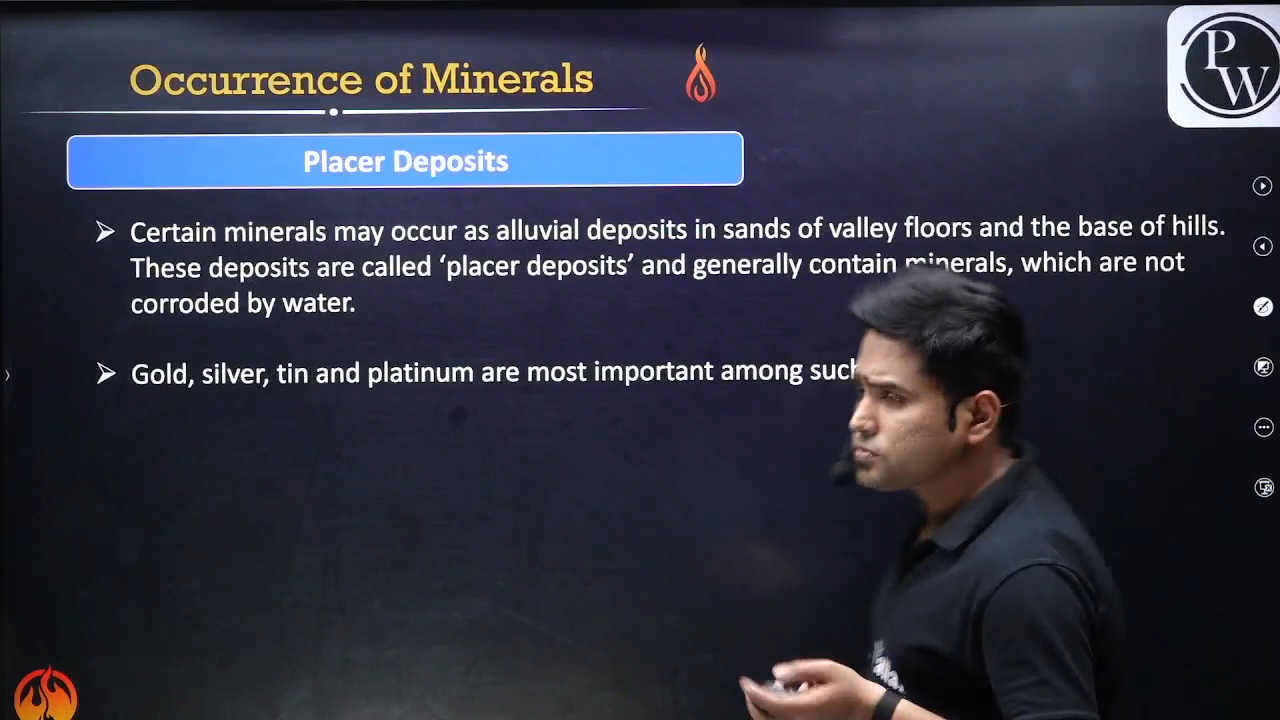 Occurrence of Minerals
PW
Placer Deposits
➢ Certain minerals may occur as alluvial deposits in sands of valley floors and the base of hills.
These deposits are called ‘placer deposits’ and generally contain minerals, which are not
corroded by water.
➢ Gold, silver, tin and platinum are most important among such